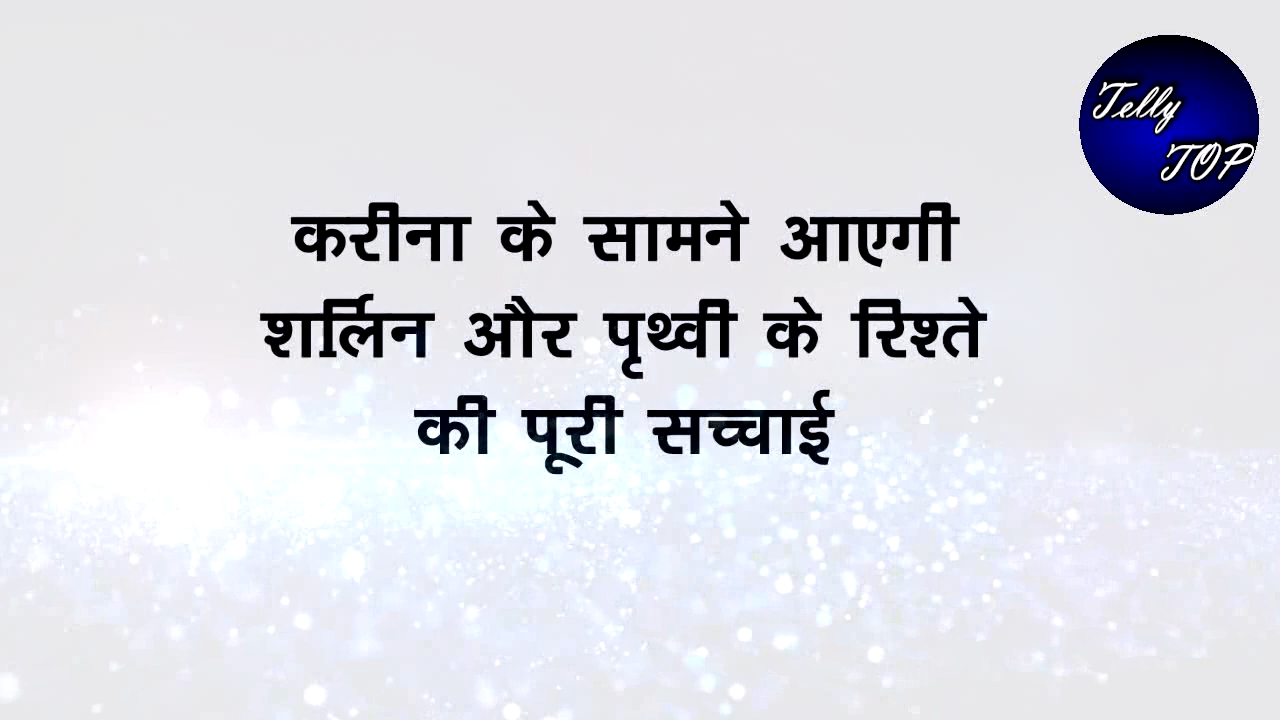 Telly
TOP
करीना के सामने आएगी
शर्लिन और पृथ्वी के रिश्ते
की पूरी सच्चाई